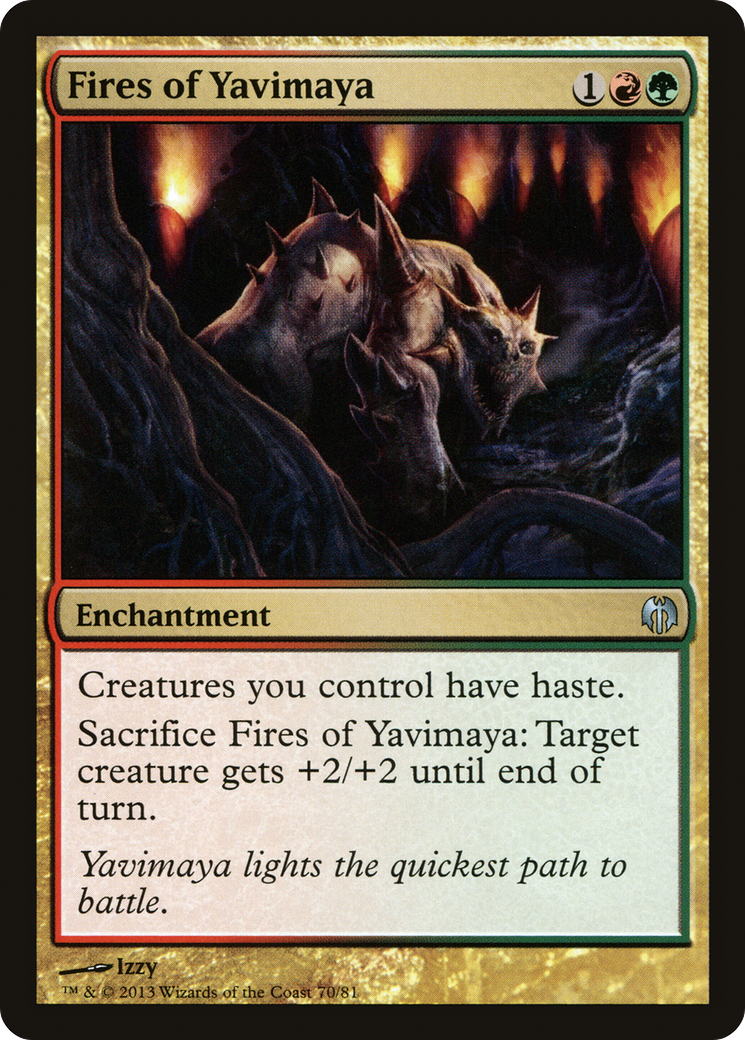 Fires of Yavimaya
1
Enchantment
Creatures you control have haste.
Sacrifice Fires of Yavimaya: Target
creature gets +2/+2 until end of
turn.
Yavimaya lights the quickest path to
battle.
Izzy
™ & © 2013 Wizards of the Coast 70/81